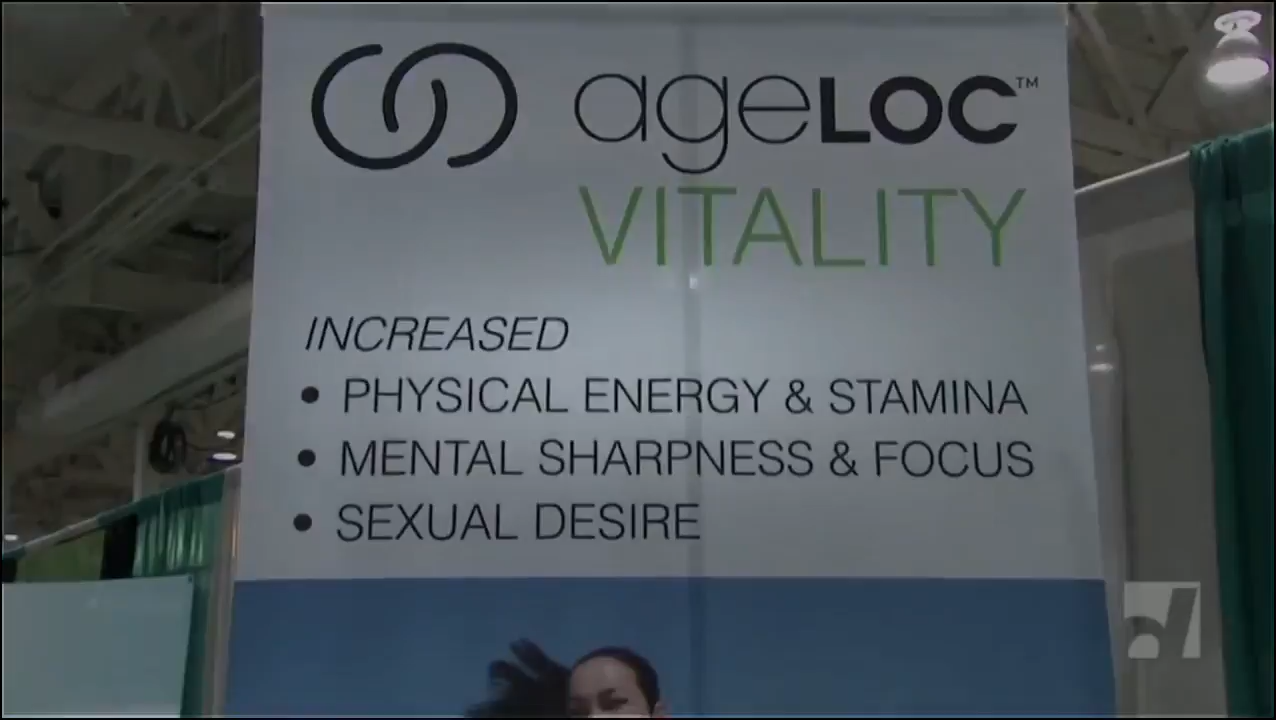 ageLOC™
VITALITY
INCREASED
• PHYSICAL ENERGY & STAMINA
• MENTAL SHARPNESS & FOCUS
• SEXUAL DESIRE